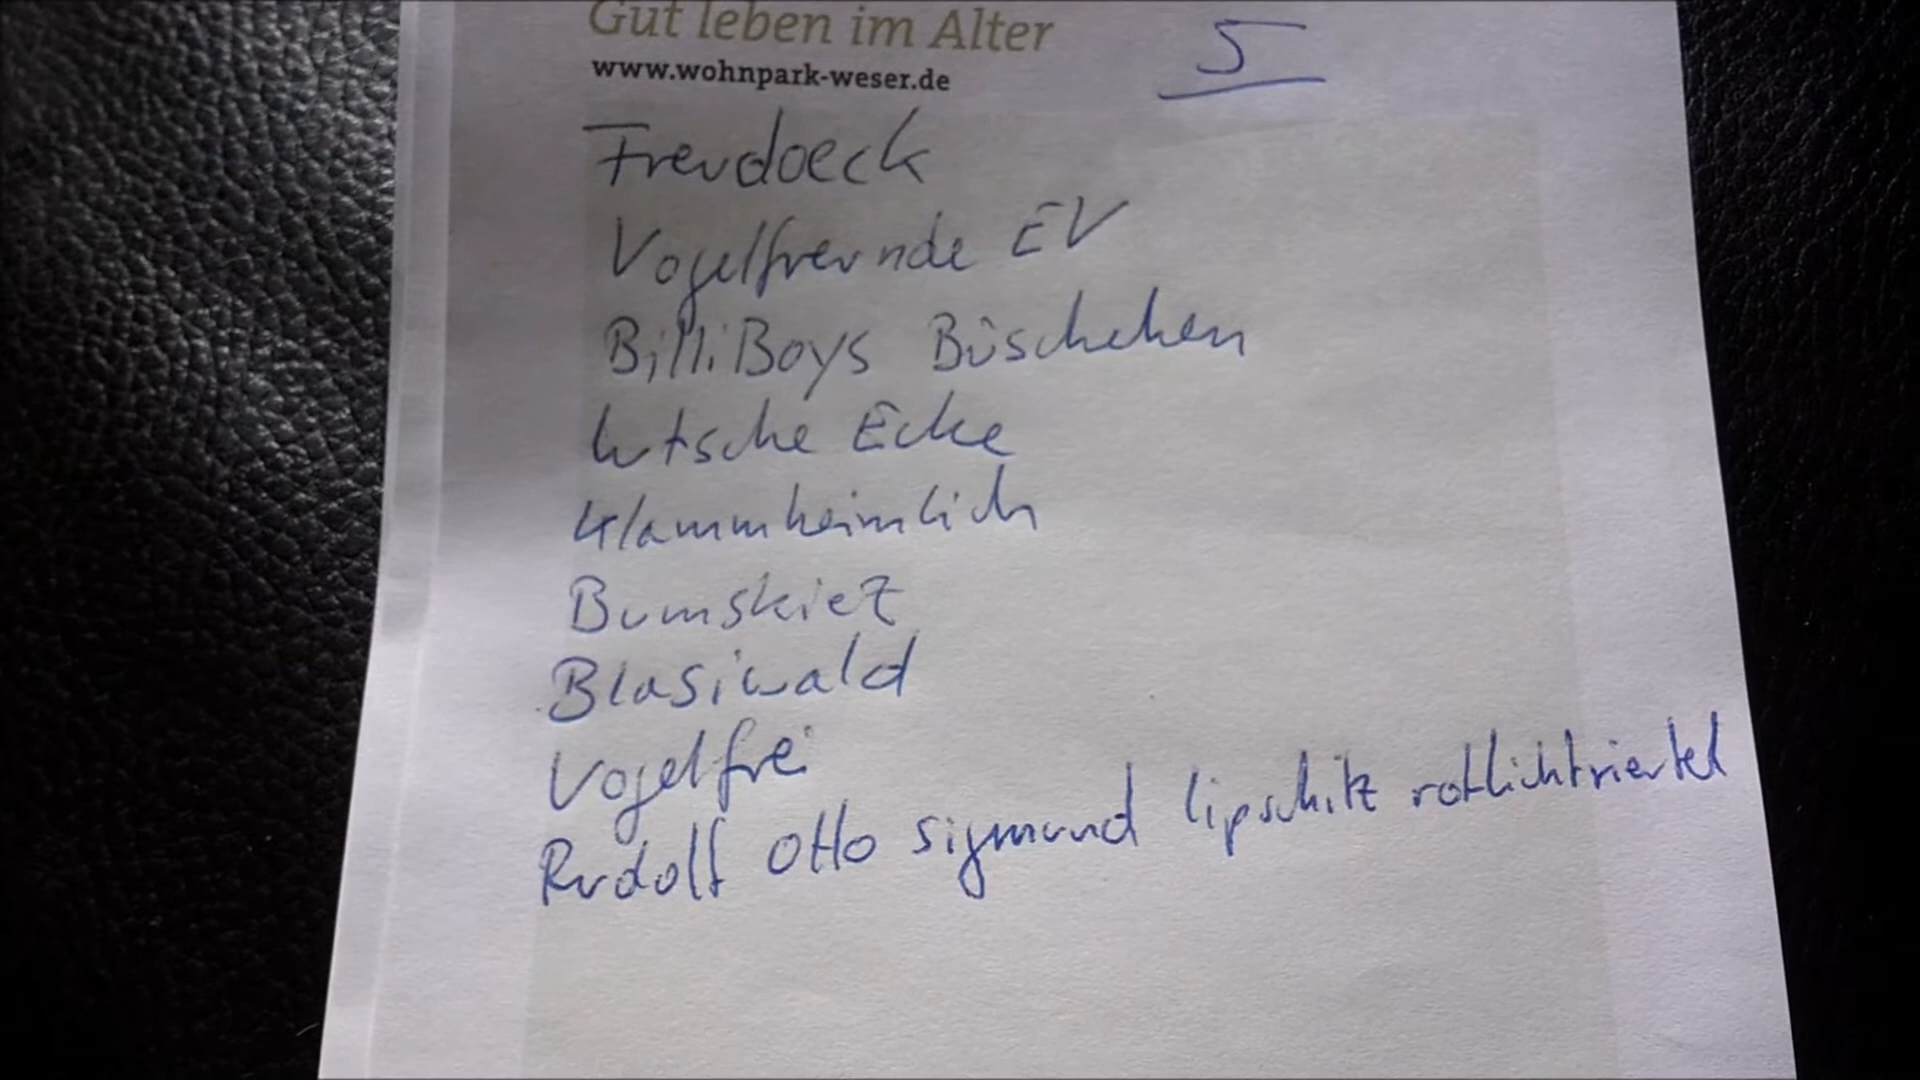 Gut leben im Alter
5
www.wohnpark-weser.de
Freudoeck
Vogelfreunde EV
BilliBoys Büschchen
lutsche Ecke
Klammheimlich
Bumskiez
Blasiwald
Vogelfrei
Rudolf Otto sigmund lipschitz rotlichtviertel